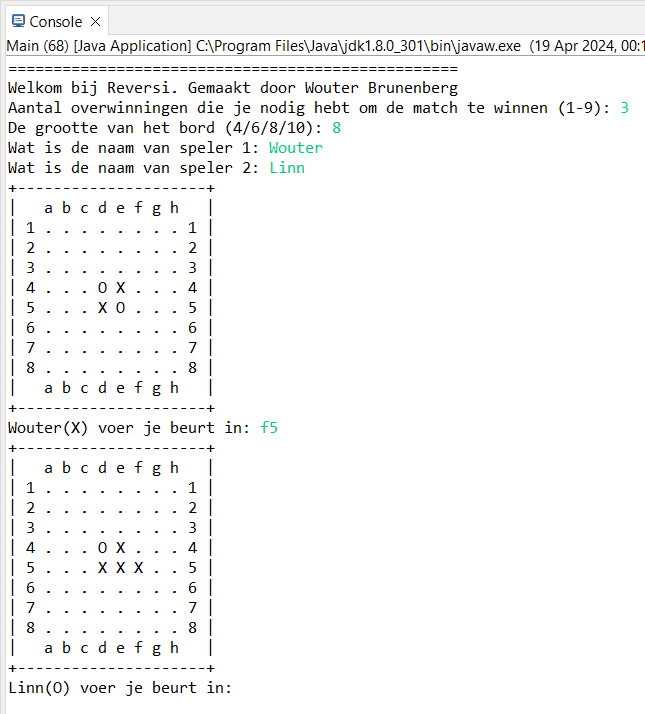 Console
Main (68) [Java Application] C:\Program Files\Java\jdk1.8.0_301\bin\javaw.exe (19 Apr 2024, 00:1
==================================================
Welkom bij Reversi. Gemaakt door Wouter Brunenberg
Aantal overwinningen die je nodig hebt om de match te winnen (1-9): 3
De grootte van het bord (4/6/8/10): 8
Wat is de naam van speler 1: Wouter
Wat is de naam van speler 2: Linn
+---------------------+
|   a b c d e f g h   |
| 1 . . . . . . . . 1 |
| 2 . . . . . . . . 2 |
| 3 . . . . . . . . 3 |
| 4 . . . O X . . . 4 |
| 5 . . . X O . . . 5 |
| 6 . . . . . . . . 6 |
| 7 . . . . . . . . 7 |
| 8 . . . . . . . . 8 |
|   a b c d e f g h   |
+---------------------+
Wouter(X) voer je beurt in: f5
+---------------------+
|   a b c d e f g h   |
| 1 . . . . . . . . 1 |
| 2 . . . . . . . . 2 |
| 3 . . . . . . . . 3 |
| 4 . . . O X . . . 4 |
| 5 . . . X X X . . 5 |
| 6 . . . . . . . . 6 |
| 7 . . . . . . . . 7 |
| 8 . . . . . . . . 8 |
|   a b c d e f g h   |
+---------------------+
Linn(O) voer je beurt in: